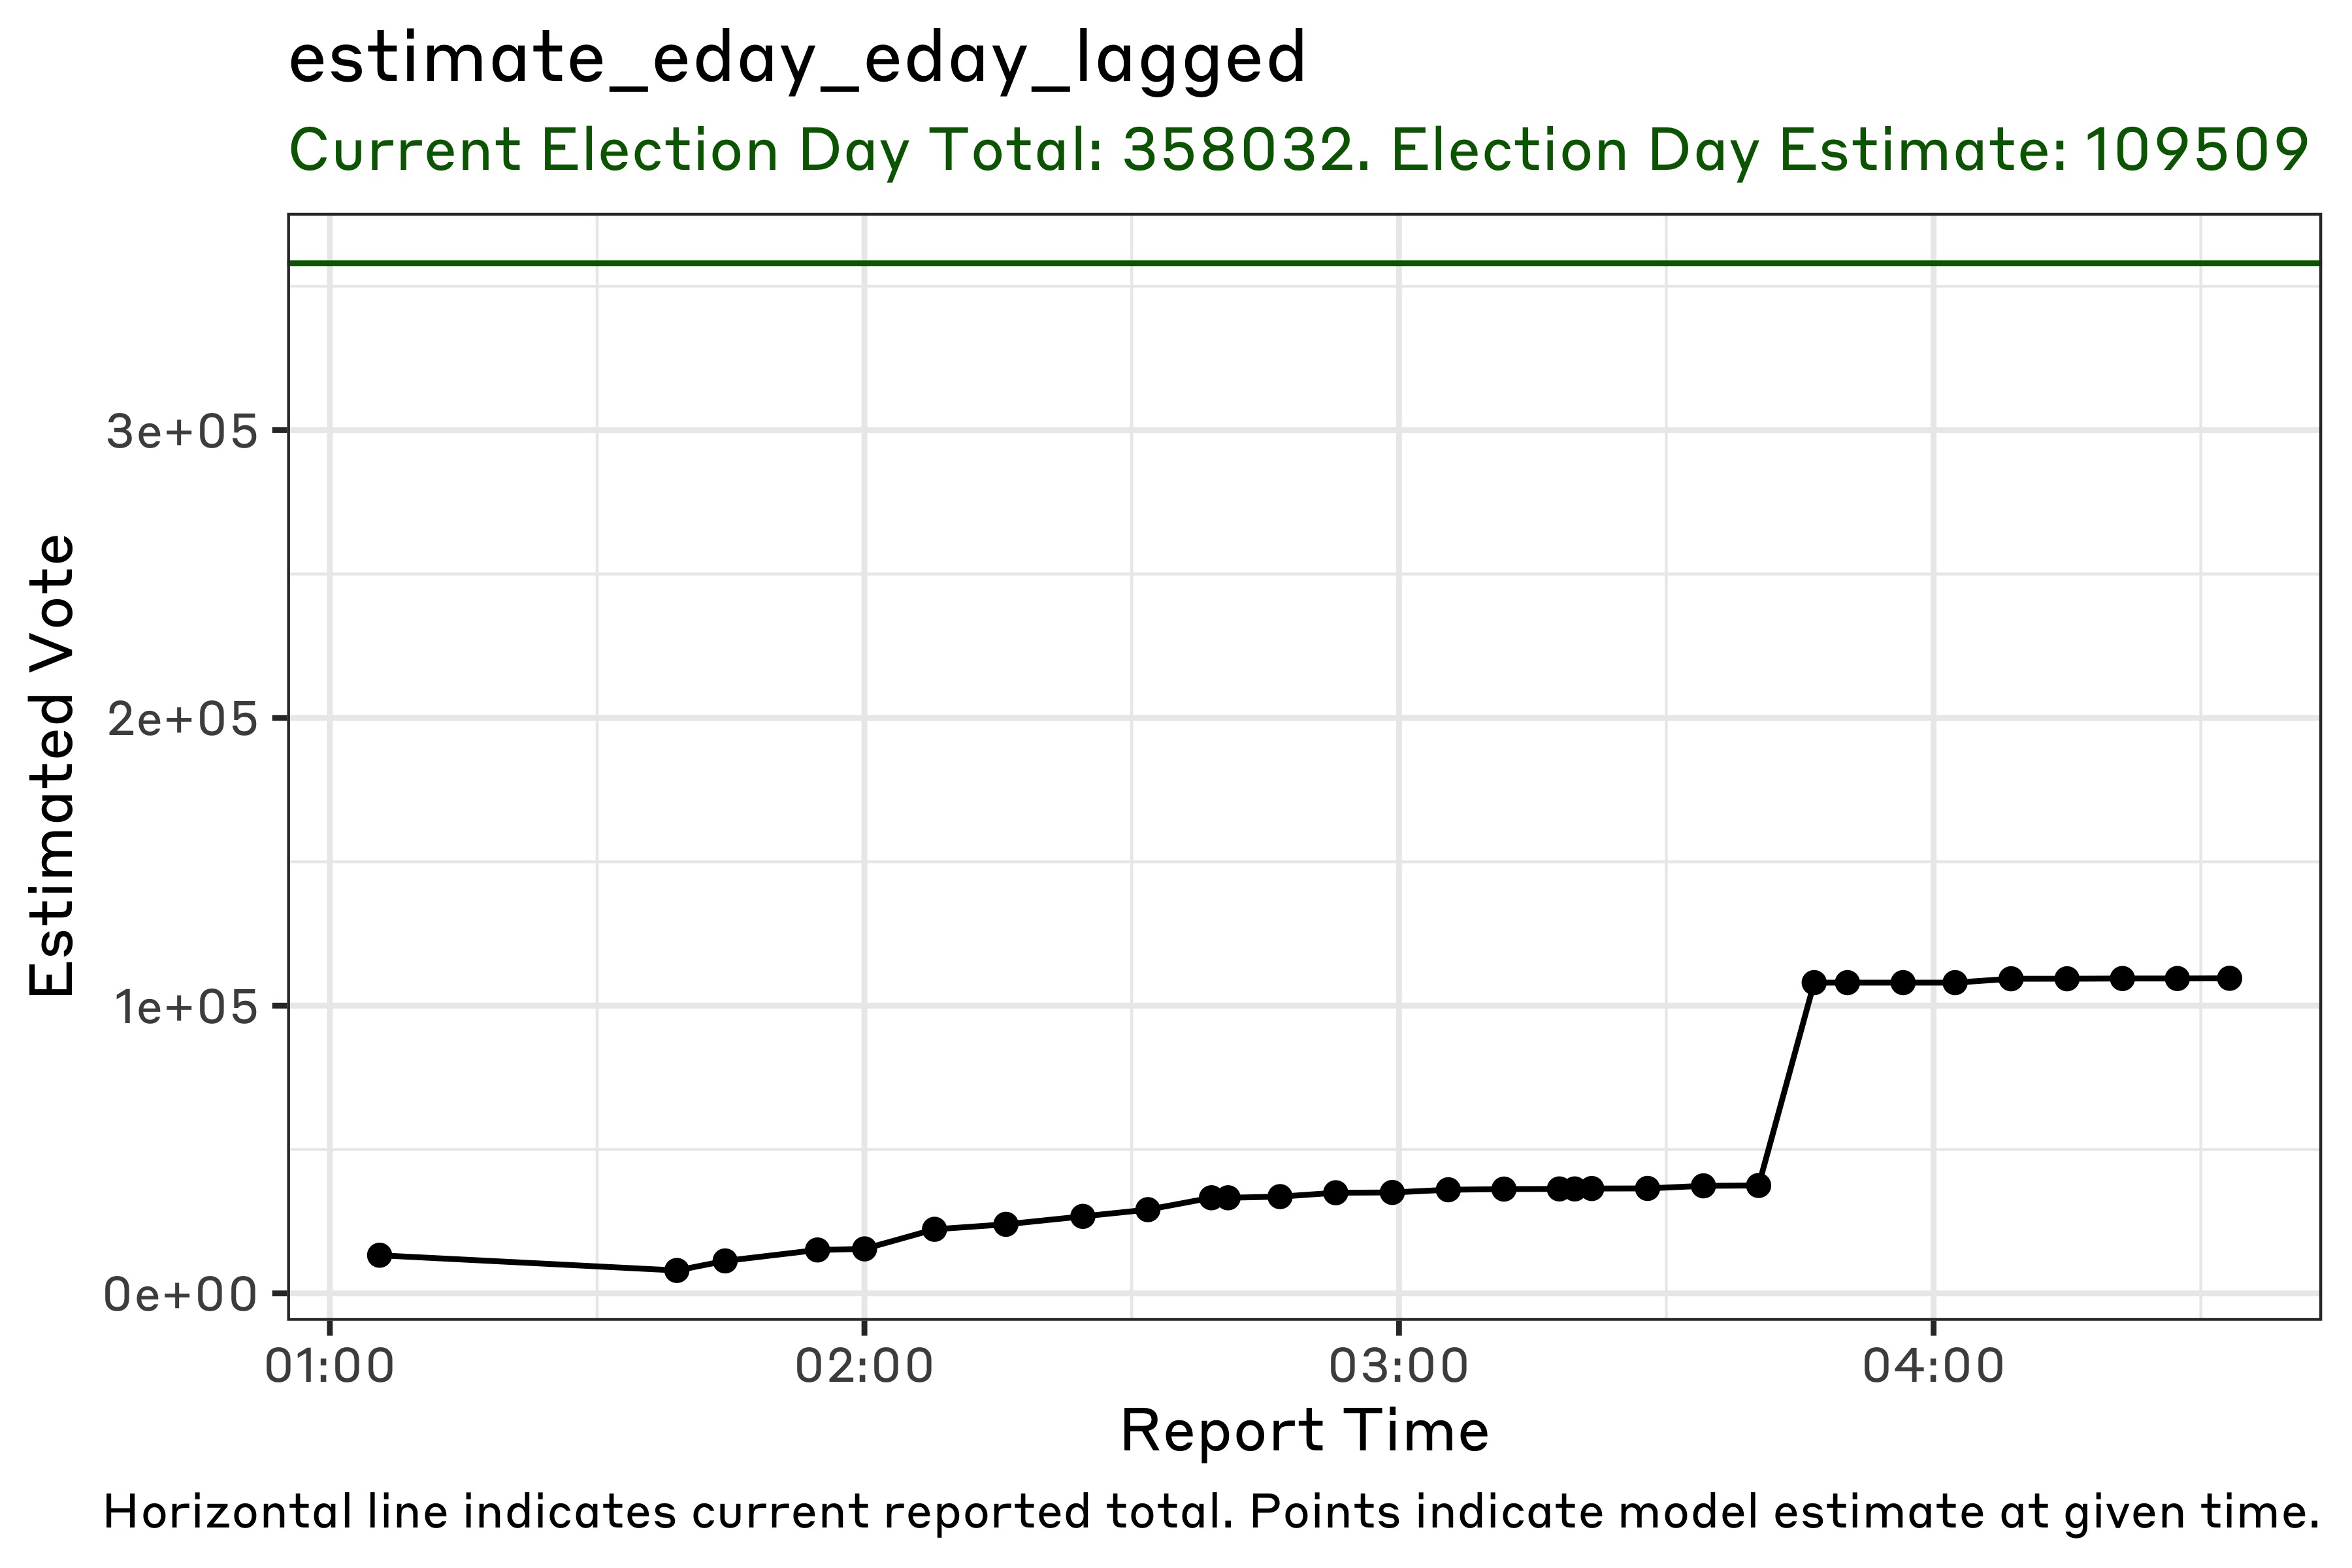 estimate_eday_eday_lagged
Current Election Day Total: 358032. Election Day Estimate: 109509
Estimated Vote
3e+05
2e+05
1e+05
0e+00
01:00 02:00 03:00 04:00
Report Time
Horizontal line indicates current reported total. Points indicate model estimate at given time.